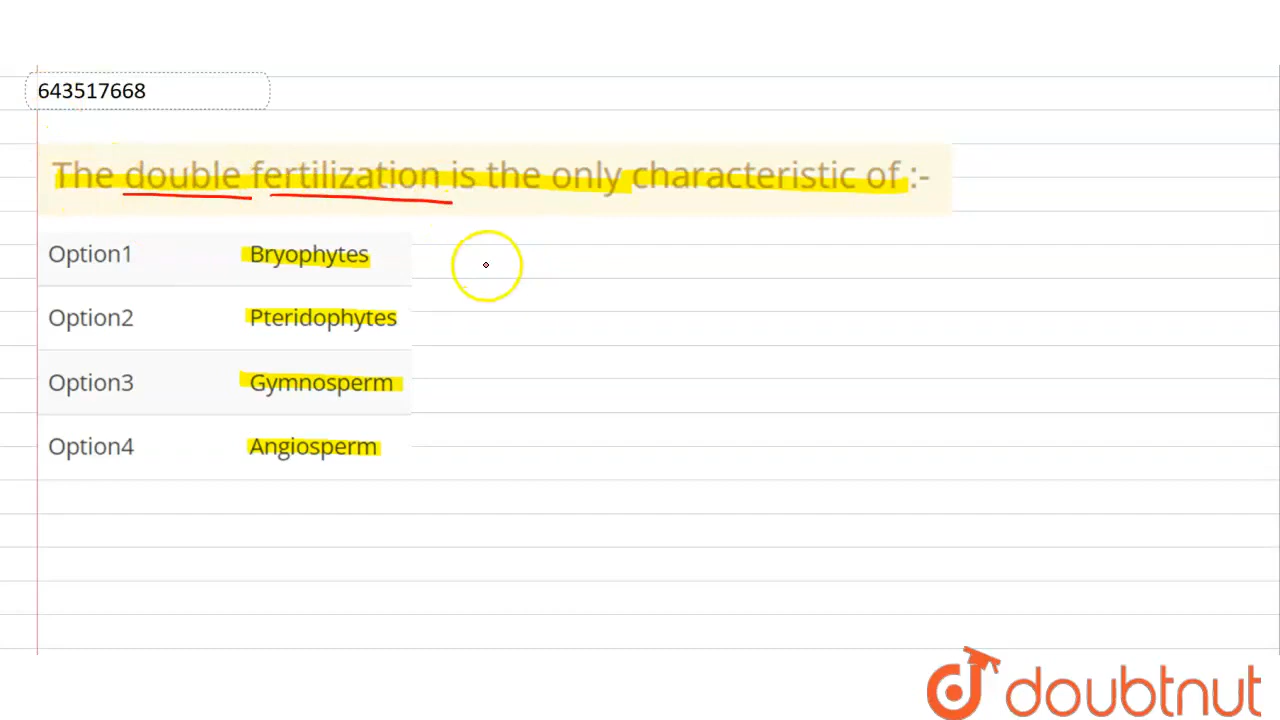 643517668
The double fertilization is the only characteristic of :-
Option1 Bryophytes
Option2 Pteridophytes
Option3 Gymnosperm
Option4 Angiosperm
doubtnut